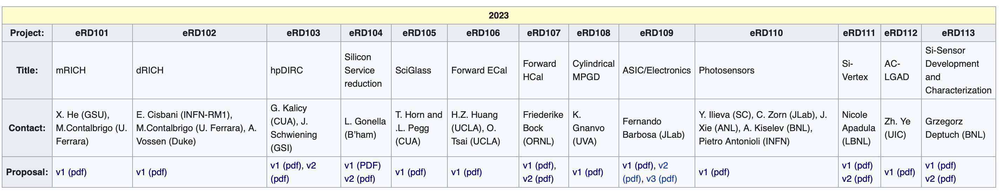 2023
Project: eRD101 eRD102 eRD103 eRD104 eRD105 eRD106 eRD107 eRD108 eRD109 eRD110 eRD111 eRD112 eRD113
Title:
mRICH
dRICH
hpDIRC
Silicon
Service
reduction
SciGlass
Forward ECal
Forward
HCal
Cylindrical
MPGD
ASIC/Electronics
Photosensors
Si-
Vertex
AC-
LGAD
Si-Sensor
Development
and
Characterization
Contact:
X. He (GSU),
M.Contalbrigo (U.
Ferrara)
E. Cisbani (INFN-RM1),
M.Contalbrigo (U. Ferrara), A.
Vossen (Duke)
G. Kalicy
(CUA), J.
Schwiening
(GSI)
L. Gonella
(B’ham)
T. Horn and
.L. Pegg
(CUA)
H.Z. Huang
(UCLA), O.
Tsai (UCLA)
Friederike
Bock
(ORNL)
K.
Gnanvo
(UVA)
Fernando
Barbosa (JLab)
Y. Ilieva (SC), C. Zorn (JLab), J.
Xie (ANL), A. Kiselev (BNL),
Pietro Antonioli (INFN)
Nicole
Apadula
(LBNL)
Zh. Ye
(UIC)
Grzegorz
Deptuch (BNL)
Proposal:
v1 (pdf)
v1 (pdf)
v1 (pdf), v2
(pdf)
v1 (PDF)
v2 (pdf)
v1 (pdf)
v1 (pdf)
v1 (pdf),
v2 (pdf)
v1 (pdf)
v1 (pdf), v2
(pdf), v3 (pdf)
v1 (pdf)
v1 (pdf)
v2 (pdf)
v1 (pdf)
v1 (pdf)
v2 (pdf)